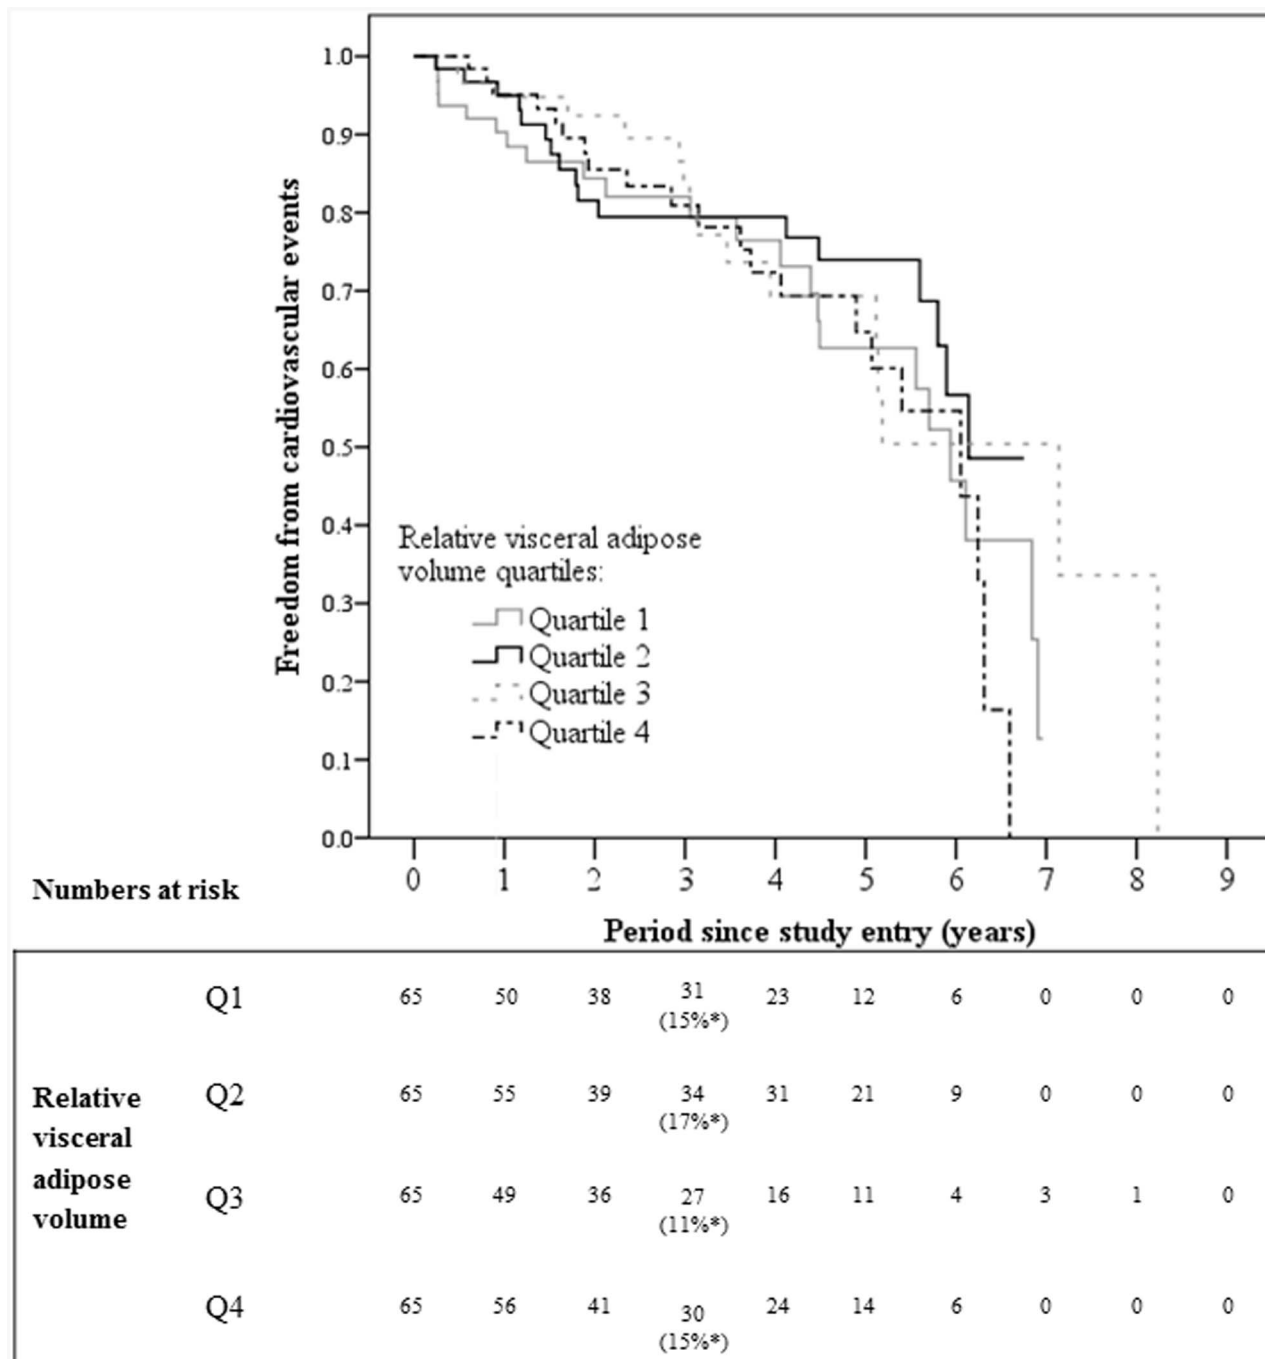 1.0
0.9
0.8
0.7
0.6
0.5
0.4
0.3
0.2
0.1
0.0
Freedom from cardiovascular events
Relative visceral adipose
volume quartiles:
Quartile 1
Quartile 2
Quartile 3
Quartile 4
0 1 2 3 4 5 6 7 8 9
Numbers at risk
Period since study entry (years)
Relative
visceral
adipose
volume
Q1 65 50 38 31 23 12 6 0 0 0
(15%*)
Q2 65 55 39 34 31 21 9 0 0 0
(17%*)
Q3 65 49 36 27 16 11 4 3 1 0
(11%*)
Q4 65 56 41 30 24 14 6 0 0 0
(15%*)